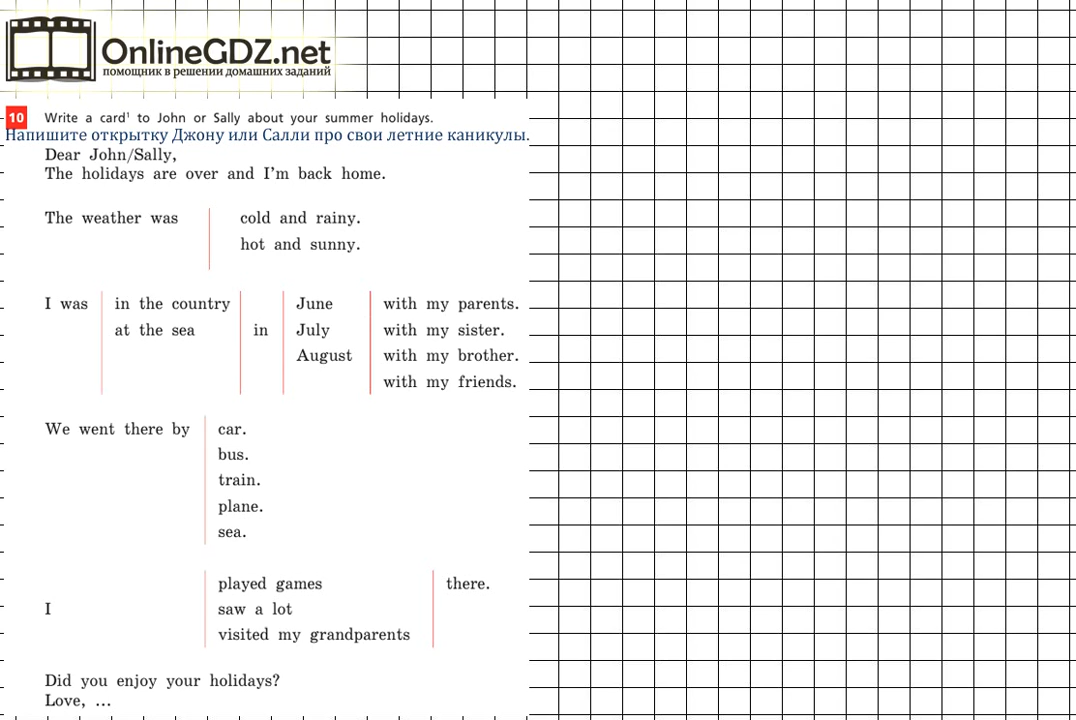 OnlineGDZ.net
помощник в решении домашних заданий
10 Write a card¹ to John or Sally about your summer holidays.
Напишите открытку Джону или Салли про свои летние каникулы.
Dear John/Sally,
The holidays are over and I'm back home.
The weather was cold and rainy.
hot and sunny.
I was in the country June with my parents.
at the sea in July with my sister.
August with my brother.
with my friends.
We went there by car.
bus.
train.
plane.
sea.
played games there.
I saw a lot
visited my grandparents
Did you enjoy your holidays?
Love, ...